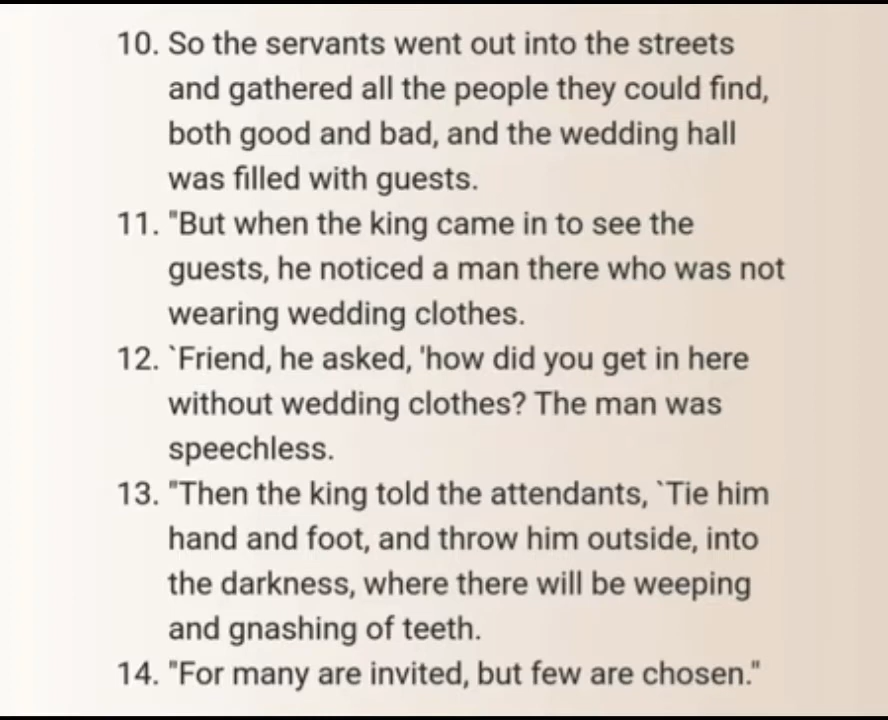 10. So the servants went out into the streets
and gathered all the people they could find,
both good and bad, and the wedding hall
was filled with guests.
11. "But when the king came in to see the
guests, he noticed a man there who was not
wearing wedding clothes.
12. `Friend, he asked, 'how did you get in here
without wedding clothes? The man was
speechless.
13. "Then the king told the attendants, `Tie him
hand and foot, and throw him outside, into
the darkness, where there will be weeping
and gnashing of teeth.
14. "For many are invited, but few are chosen."